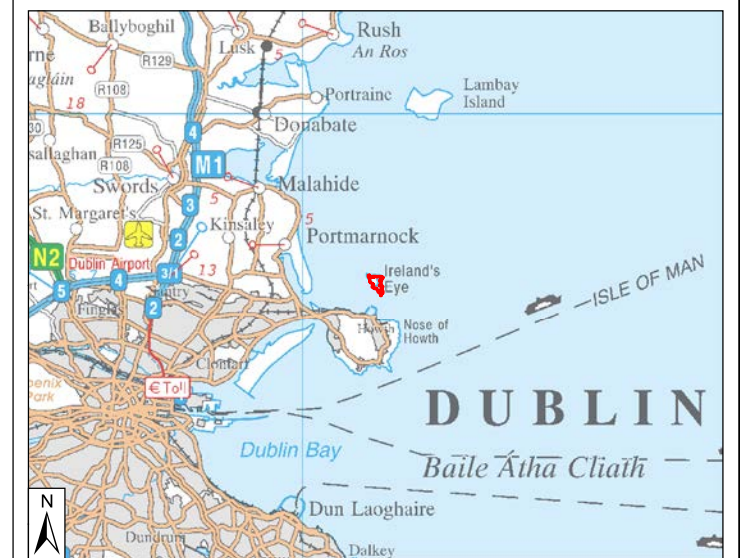 Ballyboghil
Rush
An Ros
Lusk
5
R129
R108
18
Portraine
Lambay
Island
Donabate
4
R125
R108
M1
Swords
Malahide
3
5
St. Margaret's
Kinsaley
5
2
Portmarnock
N2
Dublin Airport
3/1
13
4
5
Ireland's
Eye
2
ISLE OF MAN
Howth
Nose of
Howth
Clontarf
€Toll
Park
DUBLIN
Dublin Bay
Baile Átha Cliath
N
Dun Laoghaire
Dundrum
Dalkey